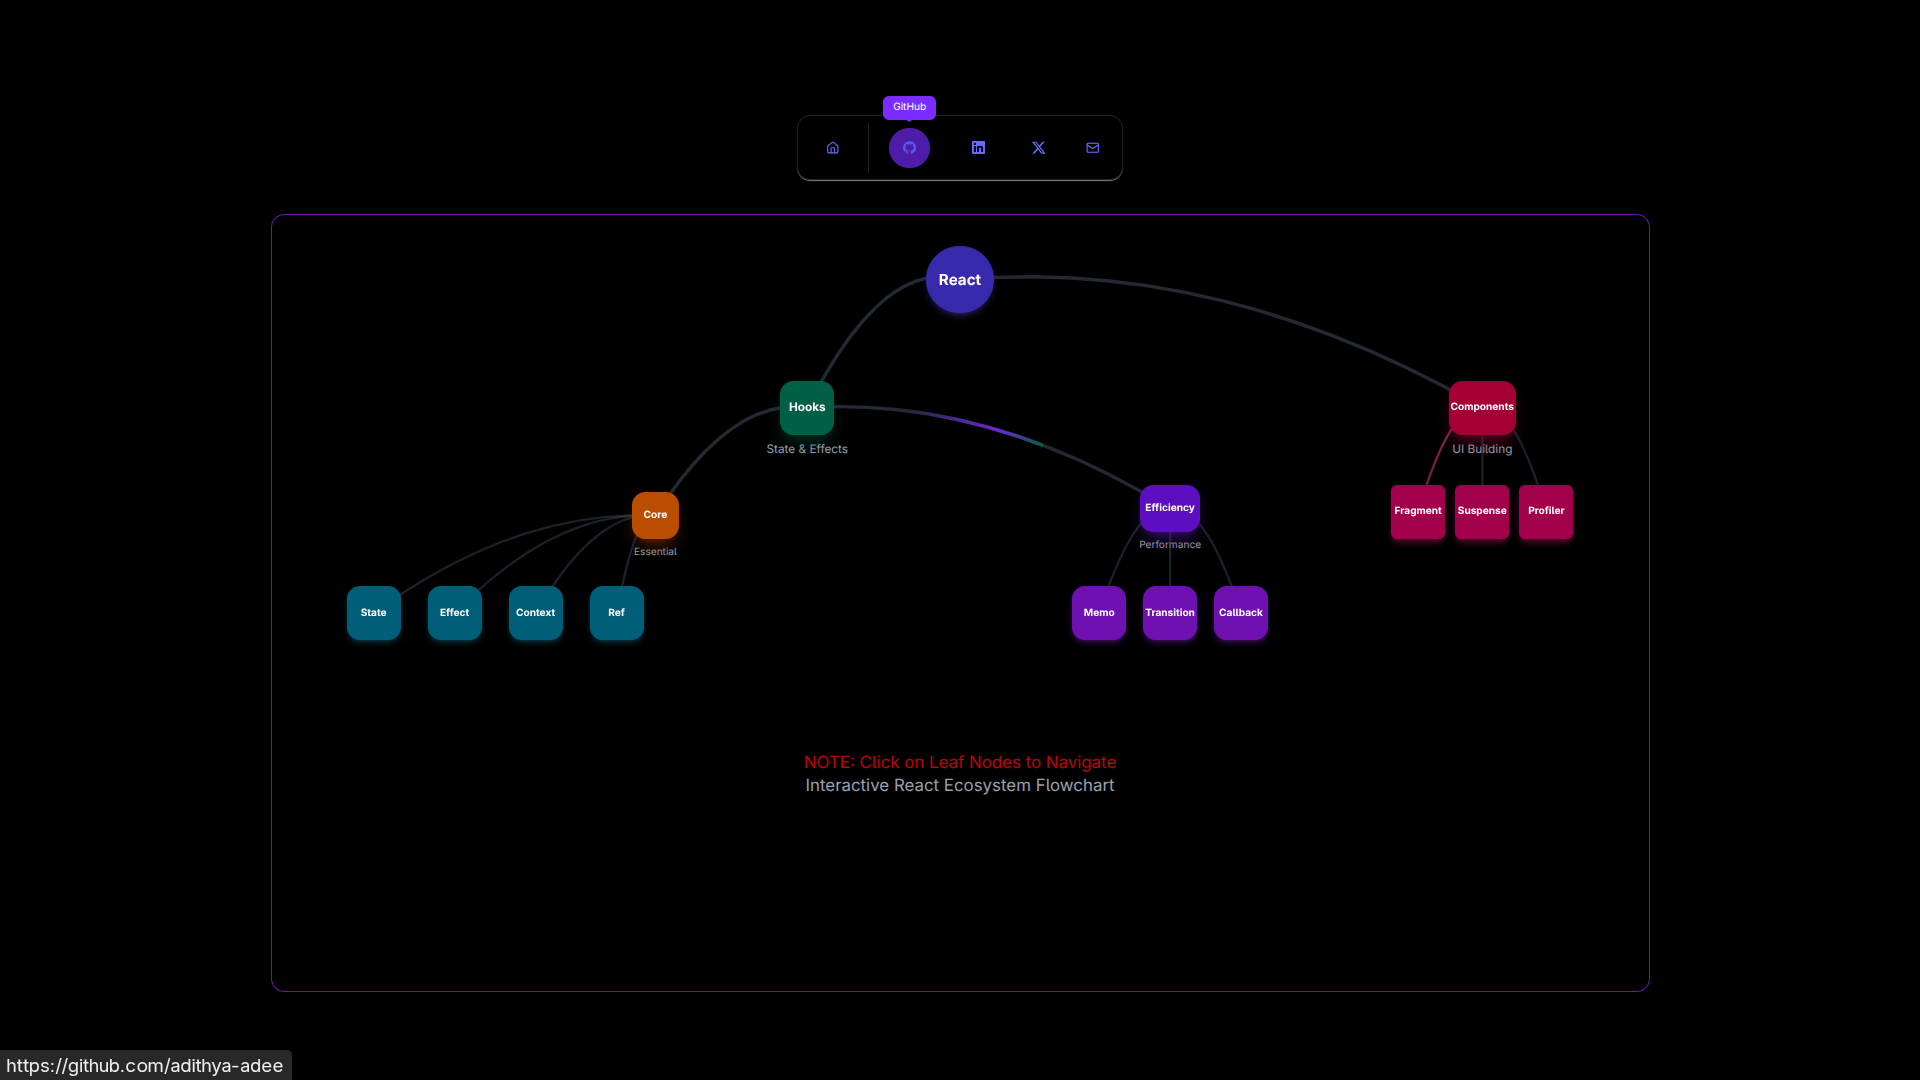 GitHub
React
Hooks
State & Effects
Components
UI Building
Core
Essential
Efficiency
Performance
Fragment
Suspense
Profiler
State
Effect
Context
Ref
Memo
Transition
Callback
NOTE: Click on Leaf Nodes to Navigate
Interactive React Ecosystem Flowchart
https://github.com/adithya-adee